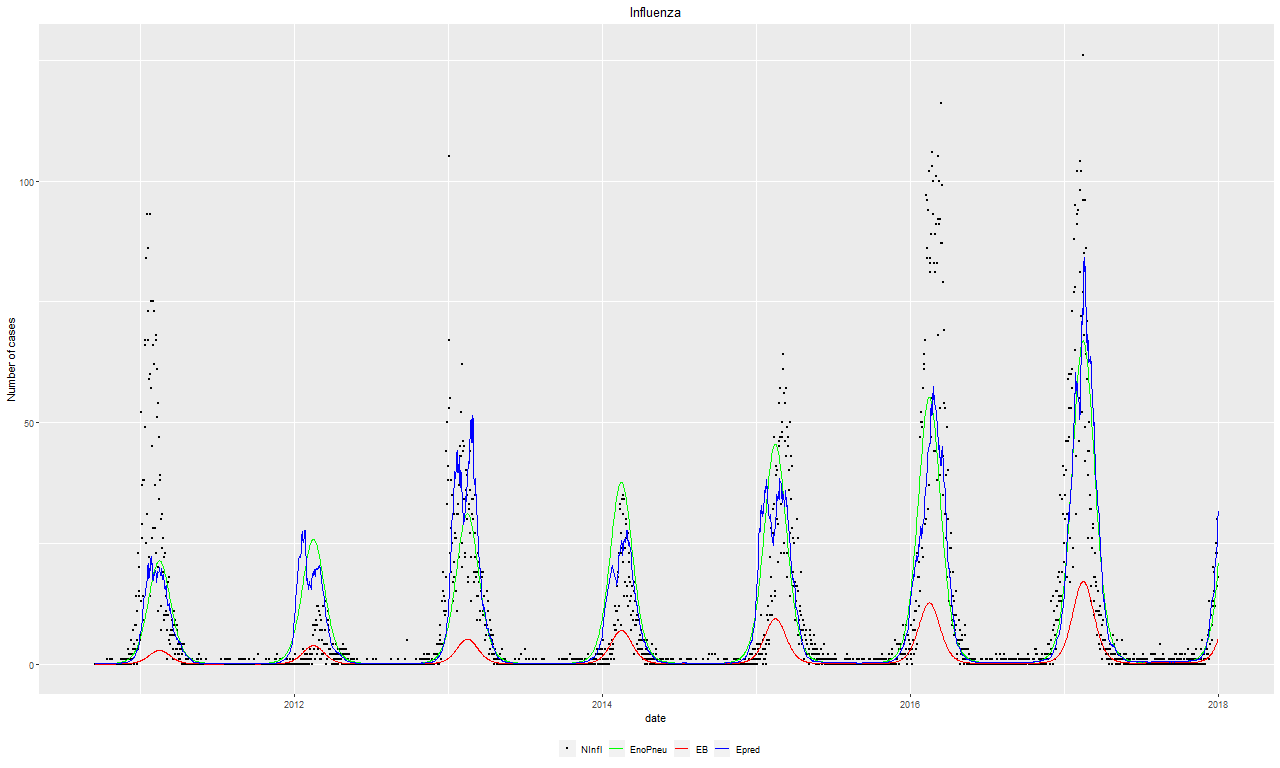 Influenza
Number of cases
100
50
0
2012 2014 2016 2018
date
NInfl EnoPneu EB Epred